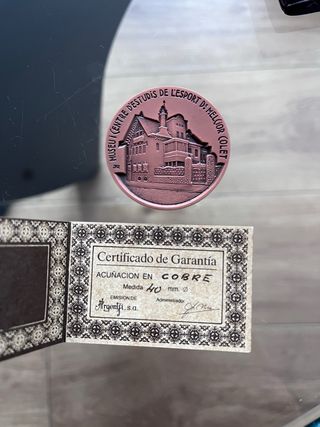 MUSEU I CENTRE D'ESTUDIS DE L'ESPORT Dr MELCIOR COLET
Certificado de Garantía
ACUÑACION EN COBRE
Medida 40 mm. Ø
EMISION DE Administrador
Argenfi, s.a.